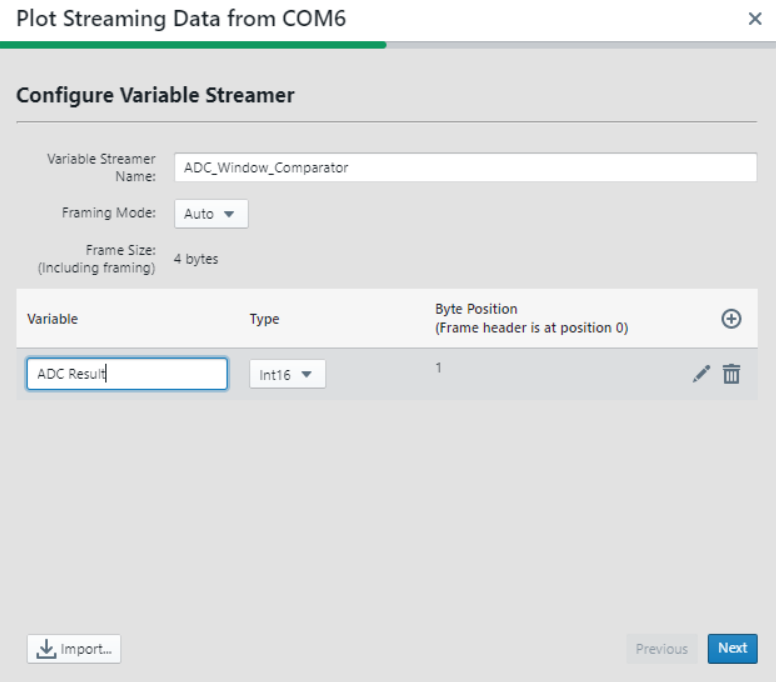 Plot Streaming Data from COM6
Configure Variable Streamer
Variable Streamer
Name:
ADC_Window_Comparator
Framing Mode:
Auto
Frame Size:
(Including framing)
4 bytes
Variable
Type
Byte Position
(Frame header is at position 0)
ADC Result
Int16
1
Import...
Previous
Next